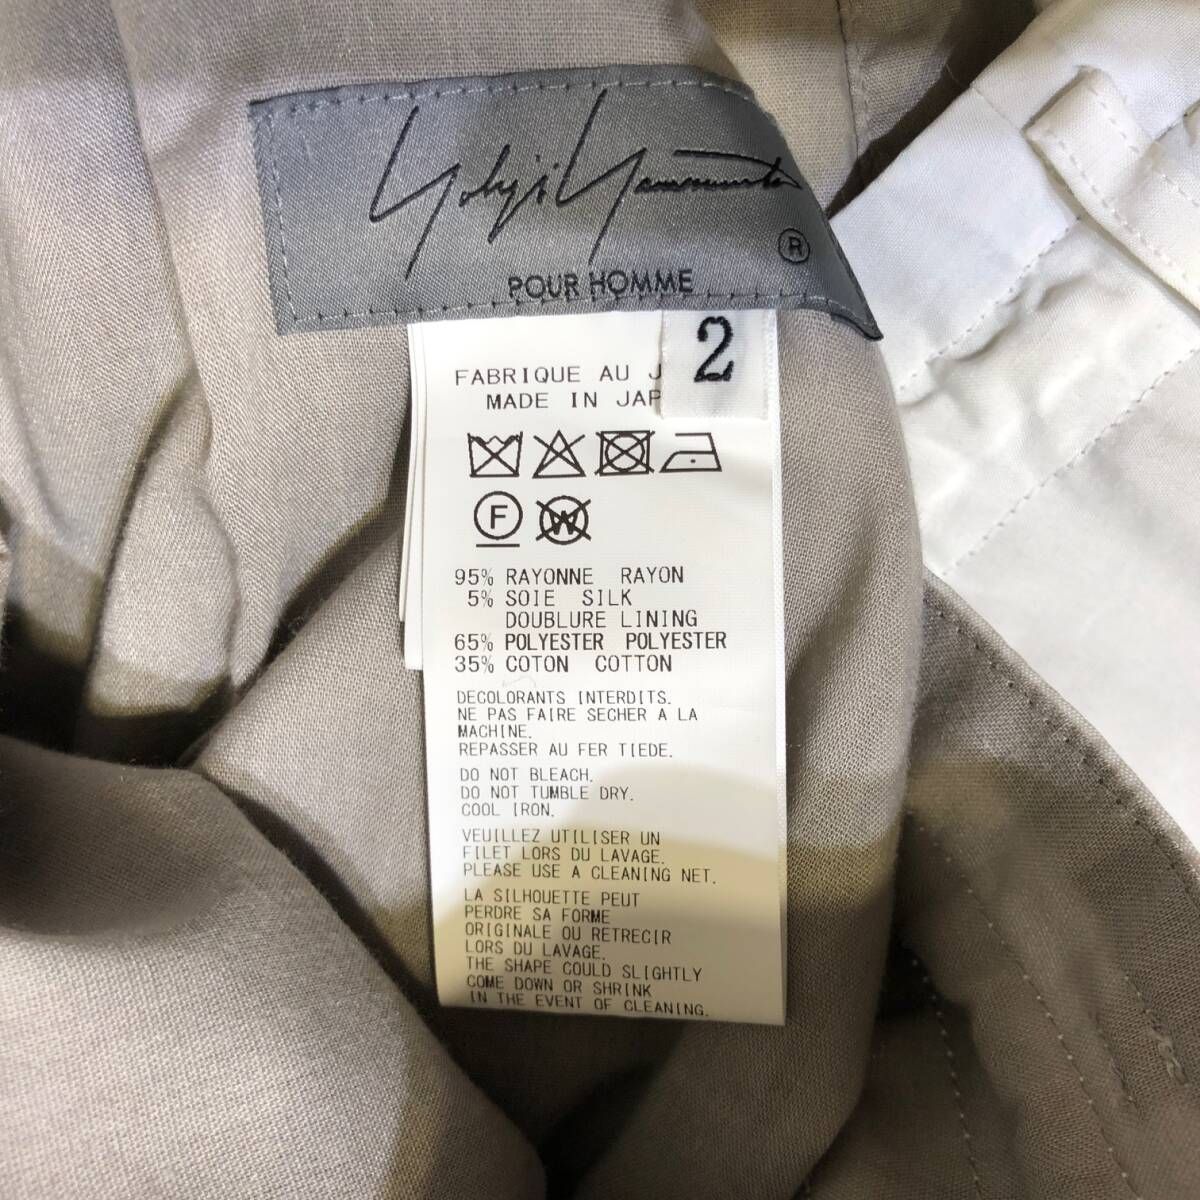 Yohji Yamamoto
®
POUR HOMME
2
FABRIQUE AU
MADE IN
F
W
95% RAYONNE RAYON
5% SOIE SILK
DOUBLURE LINING
65% POLYESTER POLYESTER
35% COTON COTTON
DECOLORANTS INTERDITS.
NE PAS FAIRE SECHER A LA
MACHINE.
REPASSER AU FER TIEDE.
DO NOT BLEACH.
DO NOT TUMBLE DRY.
COOL IRON.
VEUILLEZ UTILISER UN
FILET LORS DU LAVAGE.
PLEASE USE A CLEANING NET.
LA SILHOUETTE PEUT
PERDRE SA FORME
ORIGINALE OU RETRECIR
LORS DU LAVAGE.
THE SHAPE COULD SLIGHTLY
COME DOWN OR SHRINK
IN THE EVENT OF CLEANING.